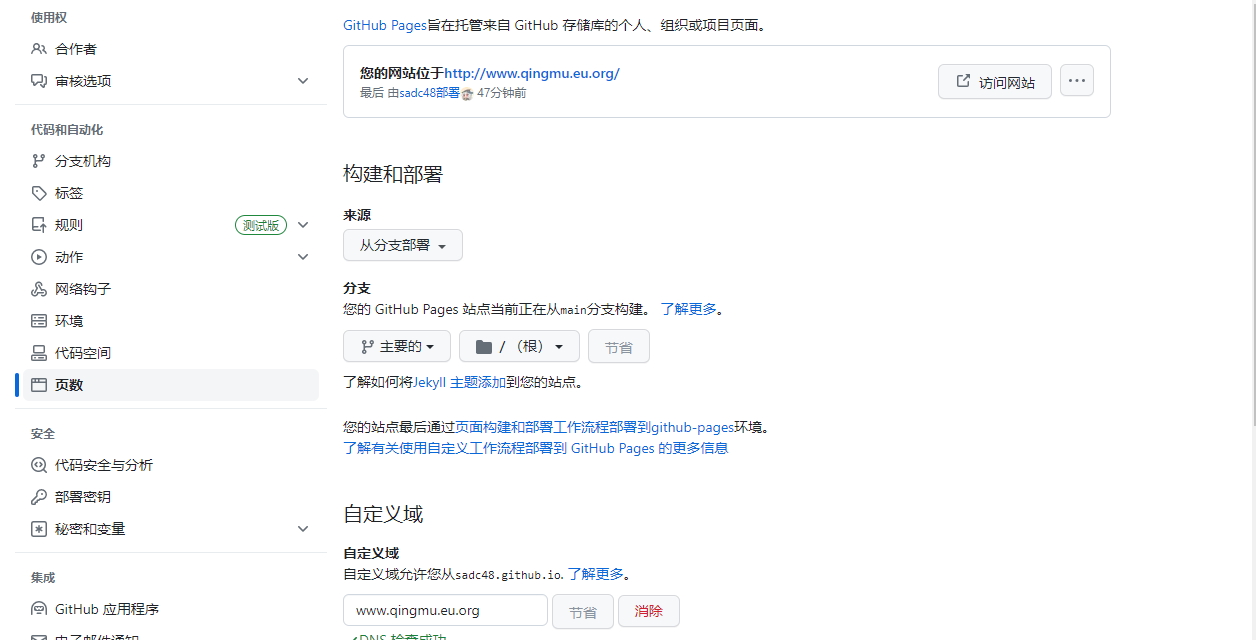 使用权
合作者
审核选项
代码和自动化
分支机构
标签
规则 测试版
动作
网络钩子
环境
代码空间
页数
安全
代码安全与分析
部署密钥
秘密和变量
集成
GitHub 应用程序
电子邮件通知
GitHub Pages旨在托管来自 GitHub 存储库的个人、组织或项目页面。
您的网站位于http://www.qingmu.eu.org/
最后 由sadc48部署 47分钟前
访问网站
构建和部署
来源
从分支部署
分支
您的 GitHub Pages 站点当前正在从main分支构建。 了解更多。
主要的 / （根） 节省
了解如何将Jekyll 主题添加到您的站点。
您的站点最后通过页面构建和部署工作流程部署到github-pages环境。
了解有关使用自定义工作流程部署到 GitHub Pages 的更多信息
自定义域
自定义域
自定义域允许您从sadc48.github.io. 了解更多。
www.qingmu.eu.org 节省 消除
✓DNS 检查成功